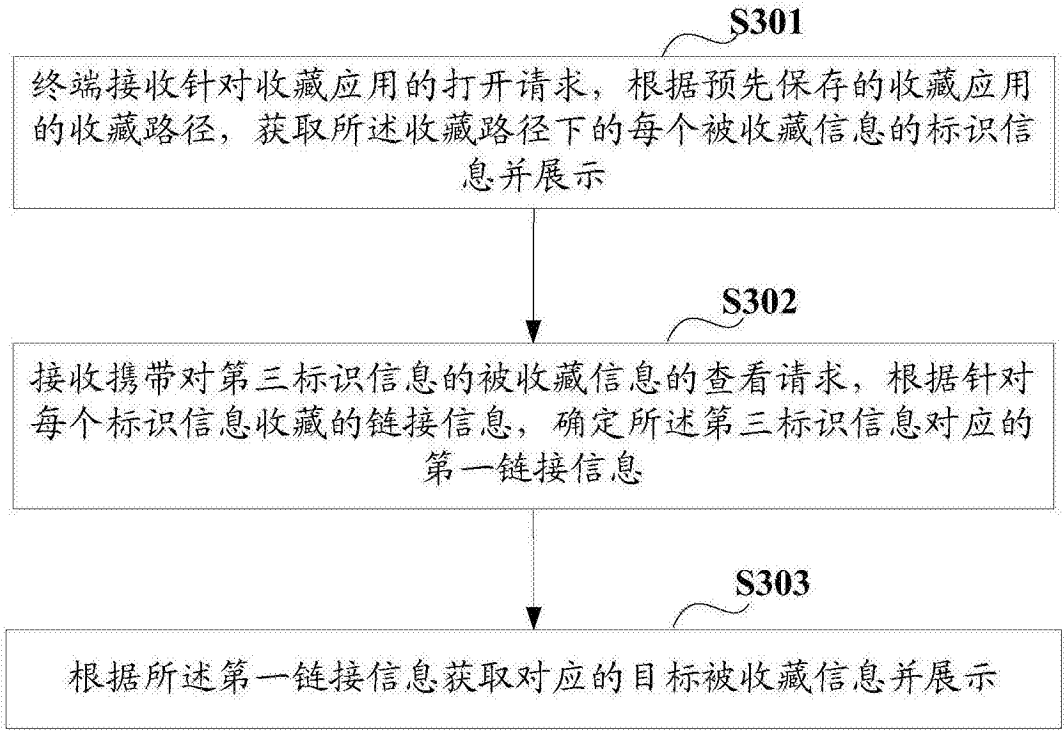 S301
终端接收针对收藏应用的打开请求，根据预先保存的收藏应用
的收藏路径，获取所述收藏路径下的每个被收藏信息的标识信
息并展示
S302
接收携带对第三标识信息的被收藏信息的查看请求，根据针对
每个标识信息收藏的链接信息，确定所述第三标识信息对应的
第一链接信息
S303
根据所述第一链接信息获取对应的目标被收藏信息并展示